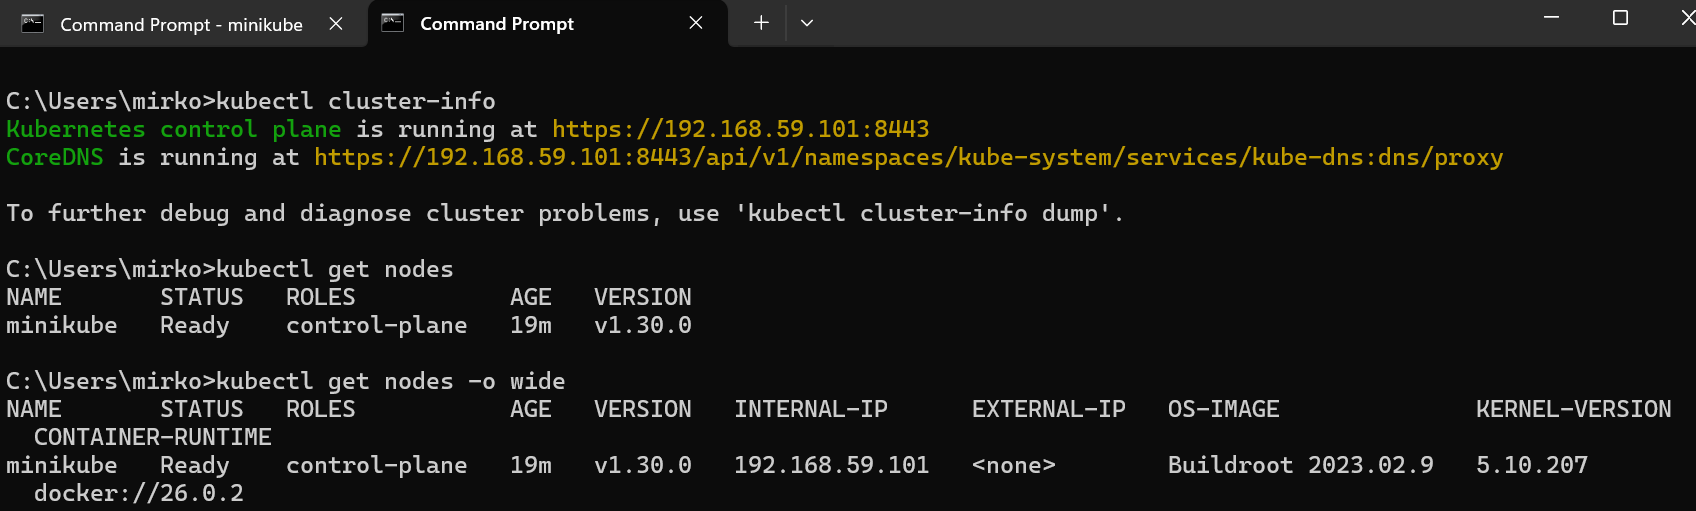 Command Prompt - minikube
Command Prompt
C:\Users\mirko>kubectl cluster-info
Kubernetes control plane is running at https://192.168.59.101:8443
CoreDNS is running at https://192.168.59.101:8443/api/v1/namespaces/kube-system/services/kube-dns:dns/proxy
To further debug and diagnose cluster problems, use 'kubectl cluster-info dump'.
C:\Users\mirko>kubectl get nodes
NAME       STATUS   ROLES           AGE   VERSION
minikube   Ready    control-plane   19m   v1.30.0
C:\Users\mirko>kubectl get nodes -o wide
NAME       STATUS   ROLES           AGE   VERSION   INTERNAL-IP      EXTERNAL-IP   OS-IMAGE              KERNEL-VERSION
  CONTAINER-RUNTIME
minikube   Ready    control-plane   19m   v1.30.0   192.168.59.101   <none>        Buildroot 2023.02.9   5.10.207
  docker://26.0.2